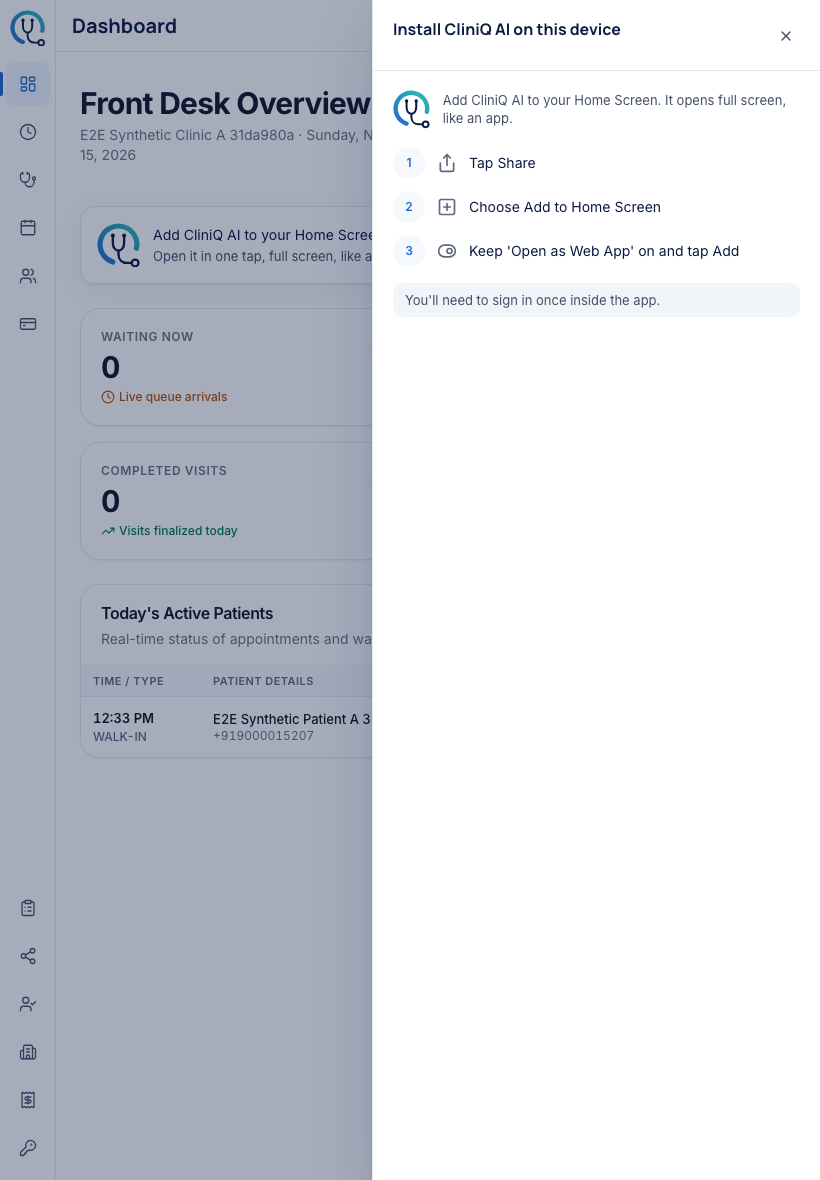 Dashboard
Front Desk Overview
E2E Synthetic Clinic A 31da980a · Sunday, N
15, 2026
Add CliniQ AI to your Home Scree
Open it in one tap, full screen, like a
WAITING NOW
0
Live queue arrivals
COMPLETED VISITS
0
Visits finalized today
Today's Active Patients
Real-time status of appointments and wa
TIME / TYPE
PATIENT DETAILS
12:33 PM
E2E Synthetic Patient A 3
WALK-IN
+919000015207
Install CliniQ AI on this device
Add CliniQ AI to your Home Screen. It opens full screen,
like an app.
1 Tap Share
2 Choose Add to Home Screen
3 Keep 'Open as Web App' on and tap Add
You'll need to sign in once inside the app.